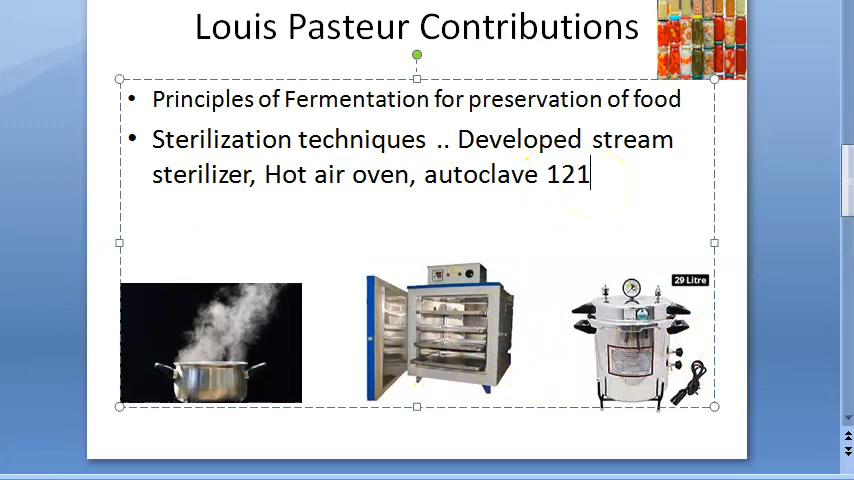 Louis Pasteur Contributions
• Principles of Fermentation for preservation of food
• Sterilization techniques .. Developed stream
sterilizer, Hot air oven, autoclave 121
29 Litre